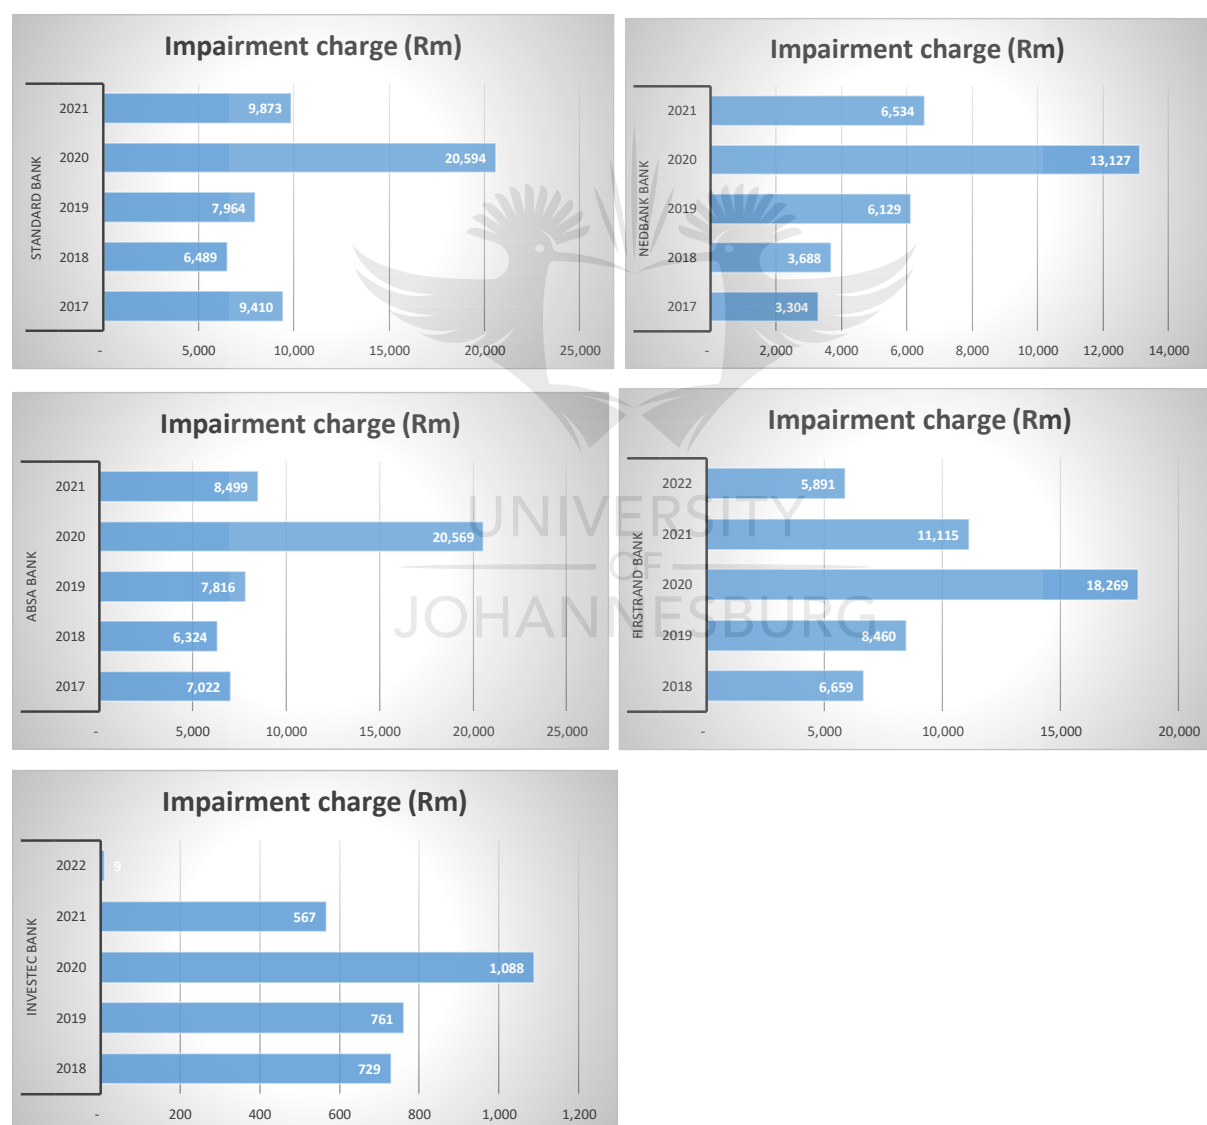 Impairment charge (Rm)
STANDARD BANK
2021 9,873
2020 20,594
2019 7,964
2018 6,489
2017 9,410
- 5,000 10,000 15,000 20,000 25,000
Impairment charge (Rm)
NEDBANK BANK
2021 6,534
2020 13,127
2019 6,129
2018 3,688
2017 3,304
- 2,000 4,000 6,000 8,000 10,000 12,000 14,000
Impairment charge (Rm)
ABSA BANK
2021 8,499
2020 20,569
2019 7,816
2018 6,324
2017 7,022
- 5,000 10,000 15,000 20,000 25,000
Impairment charge (Rm)
FIRSTRAND BANK
2022 5,891
2021 11,115
2020 18,269
2019 8,460
2018 6,659
- 5,000 10,000 15,000 20,000
UNIVERSITY
OF
JOHANNESBURG
Impairment charge (Rm)
INVESTEC BANK
2022 9
2021 567
2020 1,088
2019 761
2018 729
- 200 400 600 800 1,000 1,200